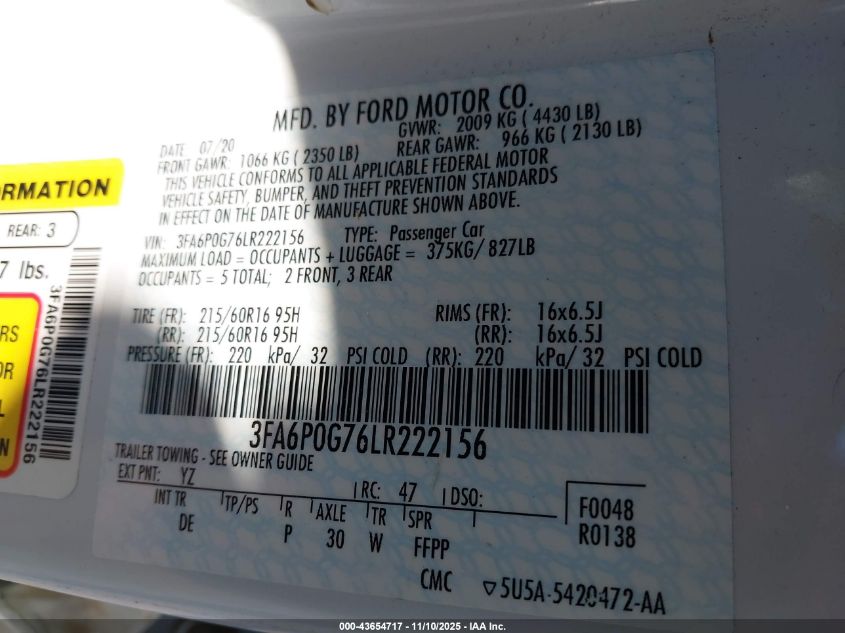 MFD. BY FORD MOTOR CO.
DATE 07/20 GVWR: 2009 KG ( 4430 LB)
FRONT GAWR: 1066 KG ( 2350 LB) REAR GAWR: 966 KG ( 2130 LB)
THIS VEHICLE CONFORMS TO ALL APPLICABLE FEDERAL MOTOR
VEHICLE SAFETY, BUMPER, AND THEFT PREVENTION STANDARDS
IN EFFECT ON THE DATE OF MANUFACTURE SHOWN ABOVE.
VIN: 3FA6P0G76LR222156 TYPE: Passenger Car
MAXIMUM LOAD = OCCUPANTS + LUGGAGE = 375KG/ 827LB
OCCUPANTS = 5 TOTAL; 2 FRONT, 3 REAR
TIRE (FR): 215/60R16 95H RIMS (FR): 16x6.5J
(RR): 215/60R16 95H (RR): 16x6.5J
PRESSURE (FR): 220 kPa/ 32 PSI COLD (RR): 220 kPa/ 32 PSI COLD
3FA6P0G76LR222156
TRAILER TOWING - SEE OWNER GUIDE
EXT PNT: YZ RC: 47 DSO:
INT TR TP/PS R AXLE TR SPR F0048
DE P 30 W FFPP R0138
CMC 5U5A-5420472-AA
ORMATION
REAR: 3
7 lbs.
3FA6P0G76LR222156
ERS
OR
L
N
000-43654717 - 11/10/2025 - IAA Inc.